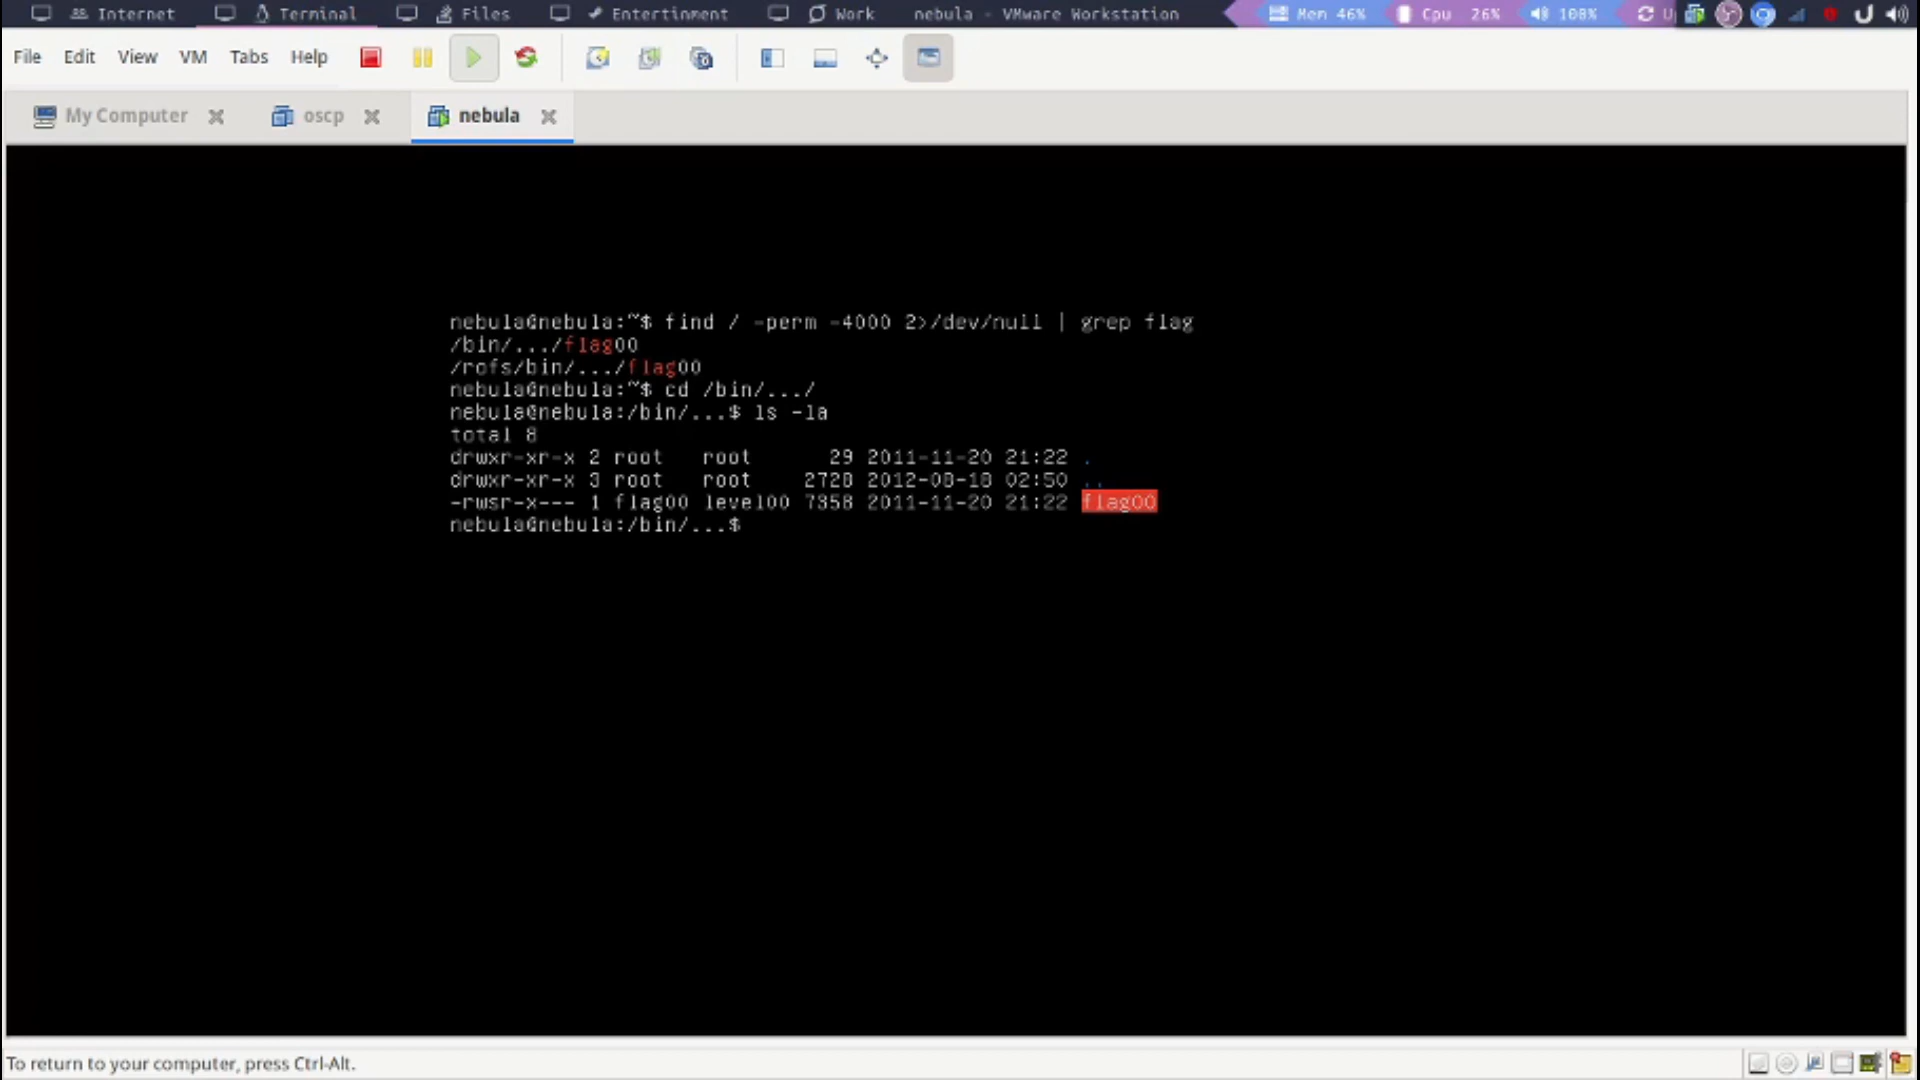 Internet Terminal Files Entertinment Work nebula - VMware Workstation Mem 46% Cpu 26% 100% U
File Edit View VM Tabs Help
My Computer oscp nebula
nebula@nebula:~$ find / -perm -4000 2>/dev/null | grep flag
/bin/.../flag00
/rofs/bin/.../flag00
nebula@nebula:~$ cd /bin/.../
nebula@nebula:/bin/...$ ls -la
total 8
drwxr-xr-x 2 root   root     29 2011-11-20 21:22 .
drwxr-xr-x 3 root   root   2728 2012-08-18 02:50 ..
-rwsr-x--- 1 flag00 level00 7358 2011-11-20 21:22 flag00
nebula@nebula:/bin/...$
To return to your computer, press Ctrl-Alt.